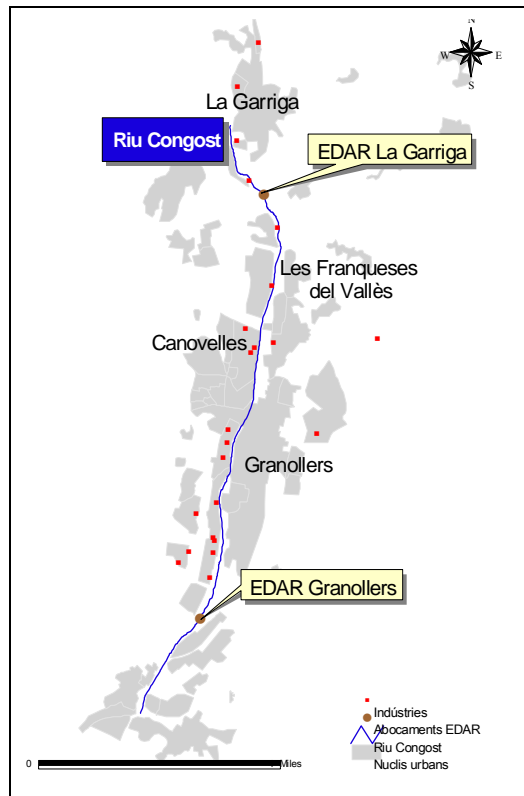 N
W
E
S
La Garriga
Riu Congost
EDAR La Garriga
Les Franqueses
del Vallès
Canovelles
Granollers
EDAR Granollers
Indústries
Abocaments EDAR
Riu Congost
Nuclis urbans
0
Miles